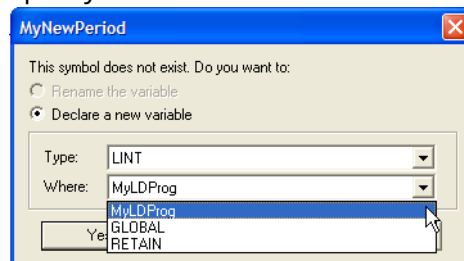 MyNewPeriod
This symbol does not exist. Do you want to:
Rename the variable
Declare a new variable
Type: LINT
Where: MyLDProg
MyLDProg
GLOBAL
RETAIN